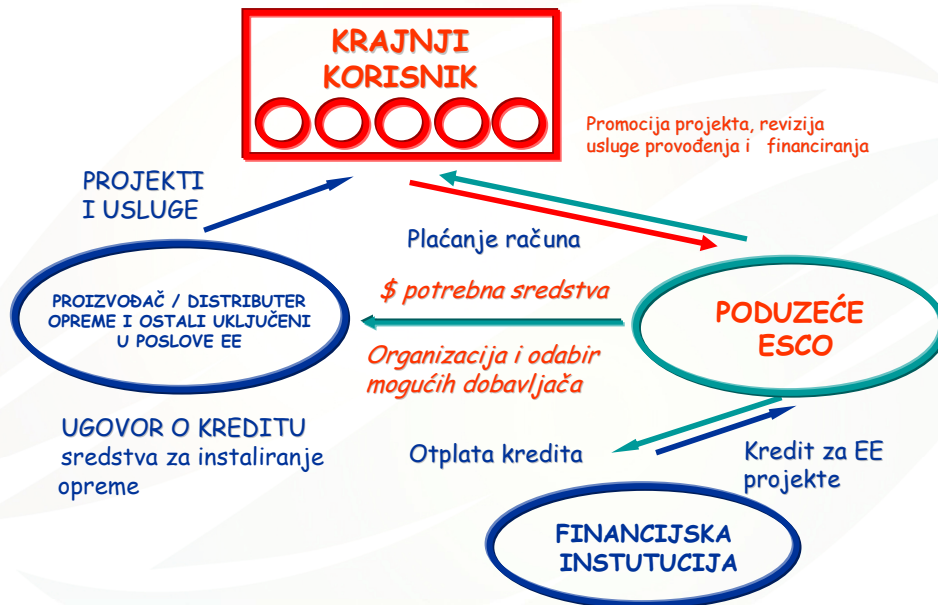 KRAJNJI
KORISNIK
Promocija projekta, revizija
usluge provođenja i financiranja
PROJEKTI
I USLUGE
Plaćanje računa
$ potrebna sredstva
PROIZVOĐAČ / DISTRIBUTER
OPREME I OSTALI UKLJUČENI
U POSLOVE EE
PODUZEĆE
ESCO
Organizacija i odabir
mogućih dobavljača
UGOVOR O KREDITU
sredstva za instaliranje
opreme
Otplata kredita
Kredit za EE
projekte
FINANCIJSKA
INSTUTUCIJA